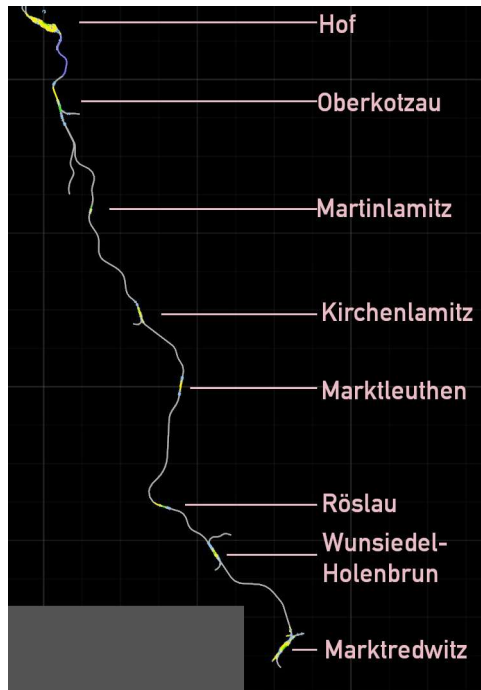 Hof
Oberkotzau
Martinlamitz
Kirchenlamitz
Marktleuthen
Röslau
Wunsiedel-
Holenbrun
Marktredwitz